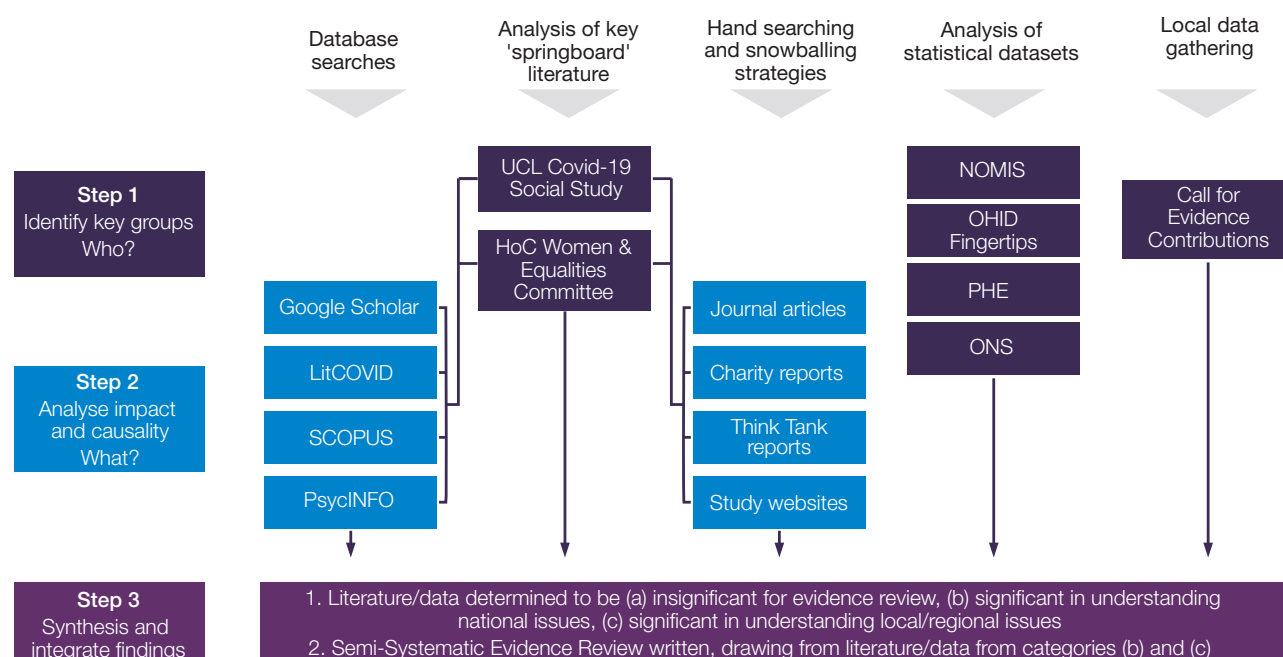 Database
searches
Analysis of key
'springboard'
literature
Hand searching
and snowballing
strategies
Analysis of
statistical datasets
Local data
gathering
Step 1
Identify key groups
Who?
UCL Covid-19
Social Study
HoC Women &
Equalities
Committee
NOMIS
OHID
Fingertips
PHE
ONS
Call for
Evidence
Contributions
Step 2
Analyse impact
and causality
What?
Google Scholar
LitCOVID
SCOPUS
PsycINFO
Journal articles
Charity reports
Think Tank
reports
Study websites
Step 3
Synthesis and
integrate findings
1. Literature/data determined to be (a) insignificant for evidence review, (b) significant in understanding
national issues, (c) significant in understanding local/regional issues
2. Semi-Systematic Evidence Review written, drawing from literature/data from categories (b) and (c)